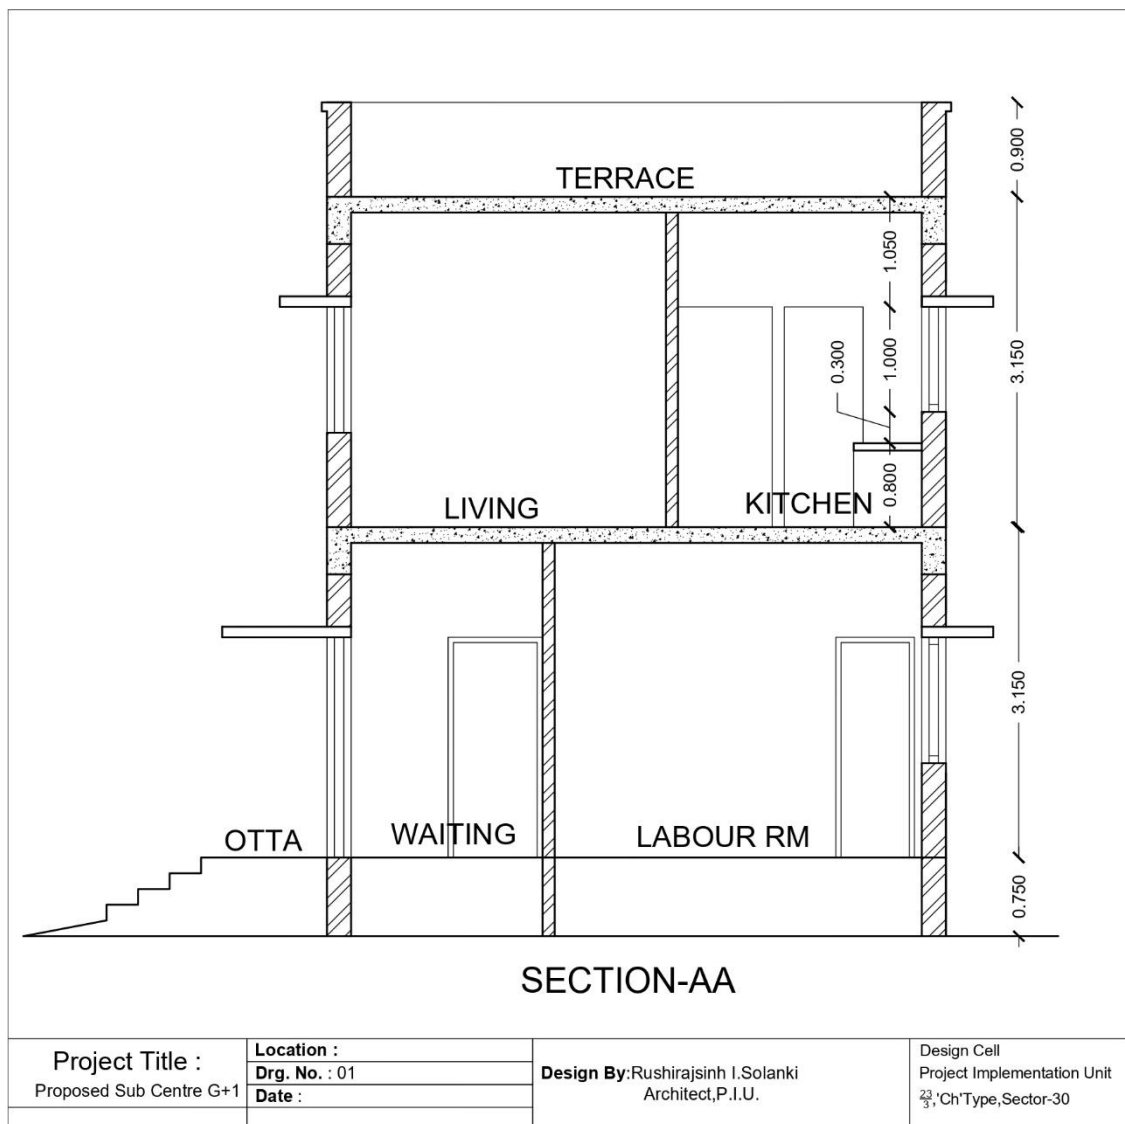 TERRACE
0.900
1.050
1.000
0.300
3.150
0.800
LIVING
KITCHEN
3.150
OTTA
WAITING
LABOUR RM
0.750
SECTION-AA
Project Title :
Proposed Sub Centre G+1
Location :
Drg. No. : 01
Date :
Design By:Rushirajsinh I.Solanki
Architect,P.I.U.
Design Cell
Project Implementation Unit
23/3,'Ch'Type,Sector-30